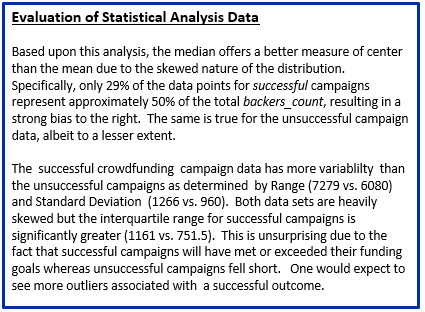 Evaluation of Statistical Analysis Data
Based upon this analysis, the median offers a better measure of center
than the mean due to the skewed nature of the distribution.
Specifically, only 29% of the data points for successful campaigns
represent approximately 50% of the total backers_count, resulting in a
strong bias to the right.  The same is true for the unsuccessful campaign
data, albeit to a lesser extent.
The  successful crowdfunding  campaign data has more variablilty  than
the unsuccessful campaigns as determined  by Range (7279 vs. 6080)
and Standard Deviation  (1266 vs. 960).  Both data sets are heavily
skewed but the interquartile range for successful campaigns is
significantly greater (1161 vs. 751.5).  This is unsurprising due to the
fact that successful campaigns will have met or exceeded their funding
goals whereas unsuccessful campaigns fell short.   One would expect to
see more outliers associated with  a successful outcome.